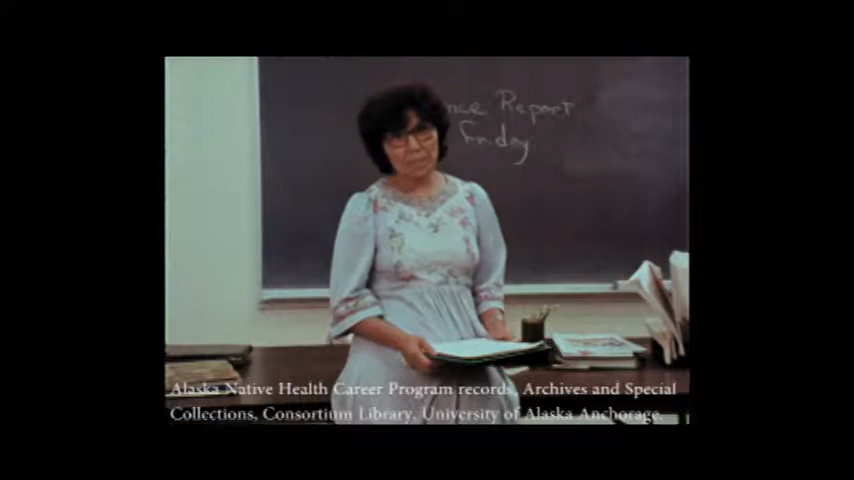 nce Report
Friday
Alaska Native Health Career Program records, Archives and Special
Collections, Consortium Library, University of Alaska Anchorage.